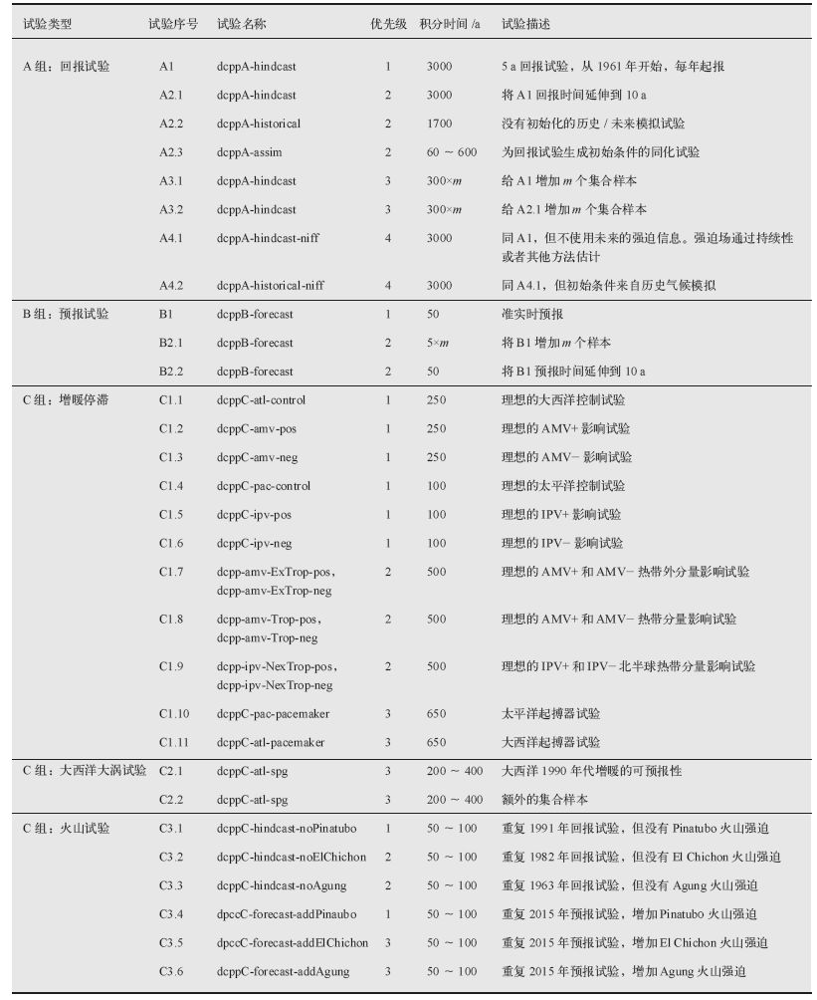 试验类型 试验序号 试验名称 优先级 积分时间 /a 试验描述
A 组：回报试验 A1 dcppA-hindcast 1 3000 5 a 回报试验，从 1961 年开始，每年起报
A2.1 dcppA-hindcast 2 3000 将 A1 回报时间延伸到 10 a
A2.2 dcppA-historical 2 1700 没有初始化的历史 / 未来模拟试验
A2.3 dcppA-assim 2 60 ~ 600 为回报试验生成初始条件的同化试验
A3.1 dcppA-hindcast 3 300×m 给 A1 增加 m 个集合样本
A3.2 dcppA-hindcast 3 300×m 给 A2.1 增加 m 个集合样本
A4.1 dcppA-hindcast-niff 4 3000 同 A1，但不使用未来的强迫信息。强迫场通过持续性
或者其他方法估计
A4.2 dcppA-historical-niff 4 3000 同 A4.1，但初始条件来自历史气候模拟
B 组：预报试验 B1 dcppB-forecast 1 50 准实时预报
B2.1 dcppB-forecast 2 5×m 将 B1 增加 m 个样本
B2.2 dcppB-forecast 2 50 将 B1 预报时间延伸到 10 a
C 组：增暖停滞 C1.1 dcppC-atl-control 1 250 理想的大西洋控制试验
C1.2 dcppC-amv-pos 1 250 理想的 AMV+ 影响试验
C1.3 dcppC-amv-neg 1 250 理想的 AMV− 影响试验
C1.4 dcppC-pac-control 1 100 理想的太平洋控制试验
C1.5 dcppC-ipv-pos 1 100 理想的 IPV+ 影响试验
C1.6 dcppC-ipv-neg 1 100 理想的 IPV− 影响试验
C1.7 dcpp-amv-ExTrop-pos， 2 500 理想的 AMV+ 和 AMV− 热带外分量影响试验
dcpp-amv-ExTrop-neg
C1.8 dcpp-amv-Trop-pos， 2 500 理想的 AMV+ 和 AMV− 热带分量影响试验
dcpp-amv-Trop-neg
C1.9 dcpp-ipv-NexTrop-pos， 2 500 理想的 IPV+ 和 IPV− 北半球热带分量影响试验
dcpp-ipv-NexTrop-neg
C1.10 dcppC-pac-pacemaker 3 650 太平洋起搏器试验
C1.11 dcppC-atl-pacemaker 3 650 大西洋起搏器试验
C 组：大西洋大涡试验 C2.1 dcppC-atl-spg 3 200 ~ 400 大西洋 1990 年代增暖的可预报性
C2.2 dcppC-atl-spg 3 200 ~ 400 额外的集合样本
C 组：火山试验 C3.1 dcppC-hindcast-noPinatubo 1 50 ~ 100 重复 1991 年回报试验，但没有 Pinatubo 火山强迫
C3.2 dcppC-hindcast-noElChichon 2 50 ~ 100 重复 1982 年回报试验，但没有 El Chichon 火山强迫
C3.3 dcppC-hindcast-noAgung 2 50 ~ 100 重复 1963 年回报试验，但没有 Agung 火山强迫
C3.4 dpccC-forecast-addPinaubo 1 50 ~ 100 重复 2015 年预报试验，增加 Pinatubo 火山强迫
C3.5 dpccC-forecast-addElChichon 3 50 ~ 100 重复 2015 年预报试验，增加 El Chichon 火山强迫
C3.6 dcppC-forecast-addAgung 3 50 ~ 100 重复 2015 年预报试验，增加 Agung 火山强迫